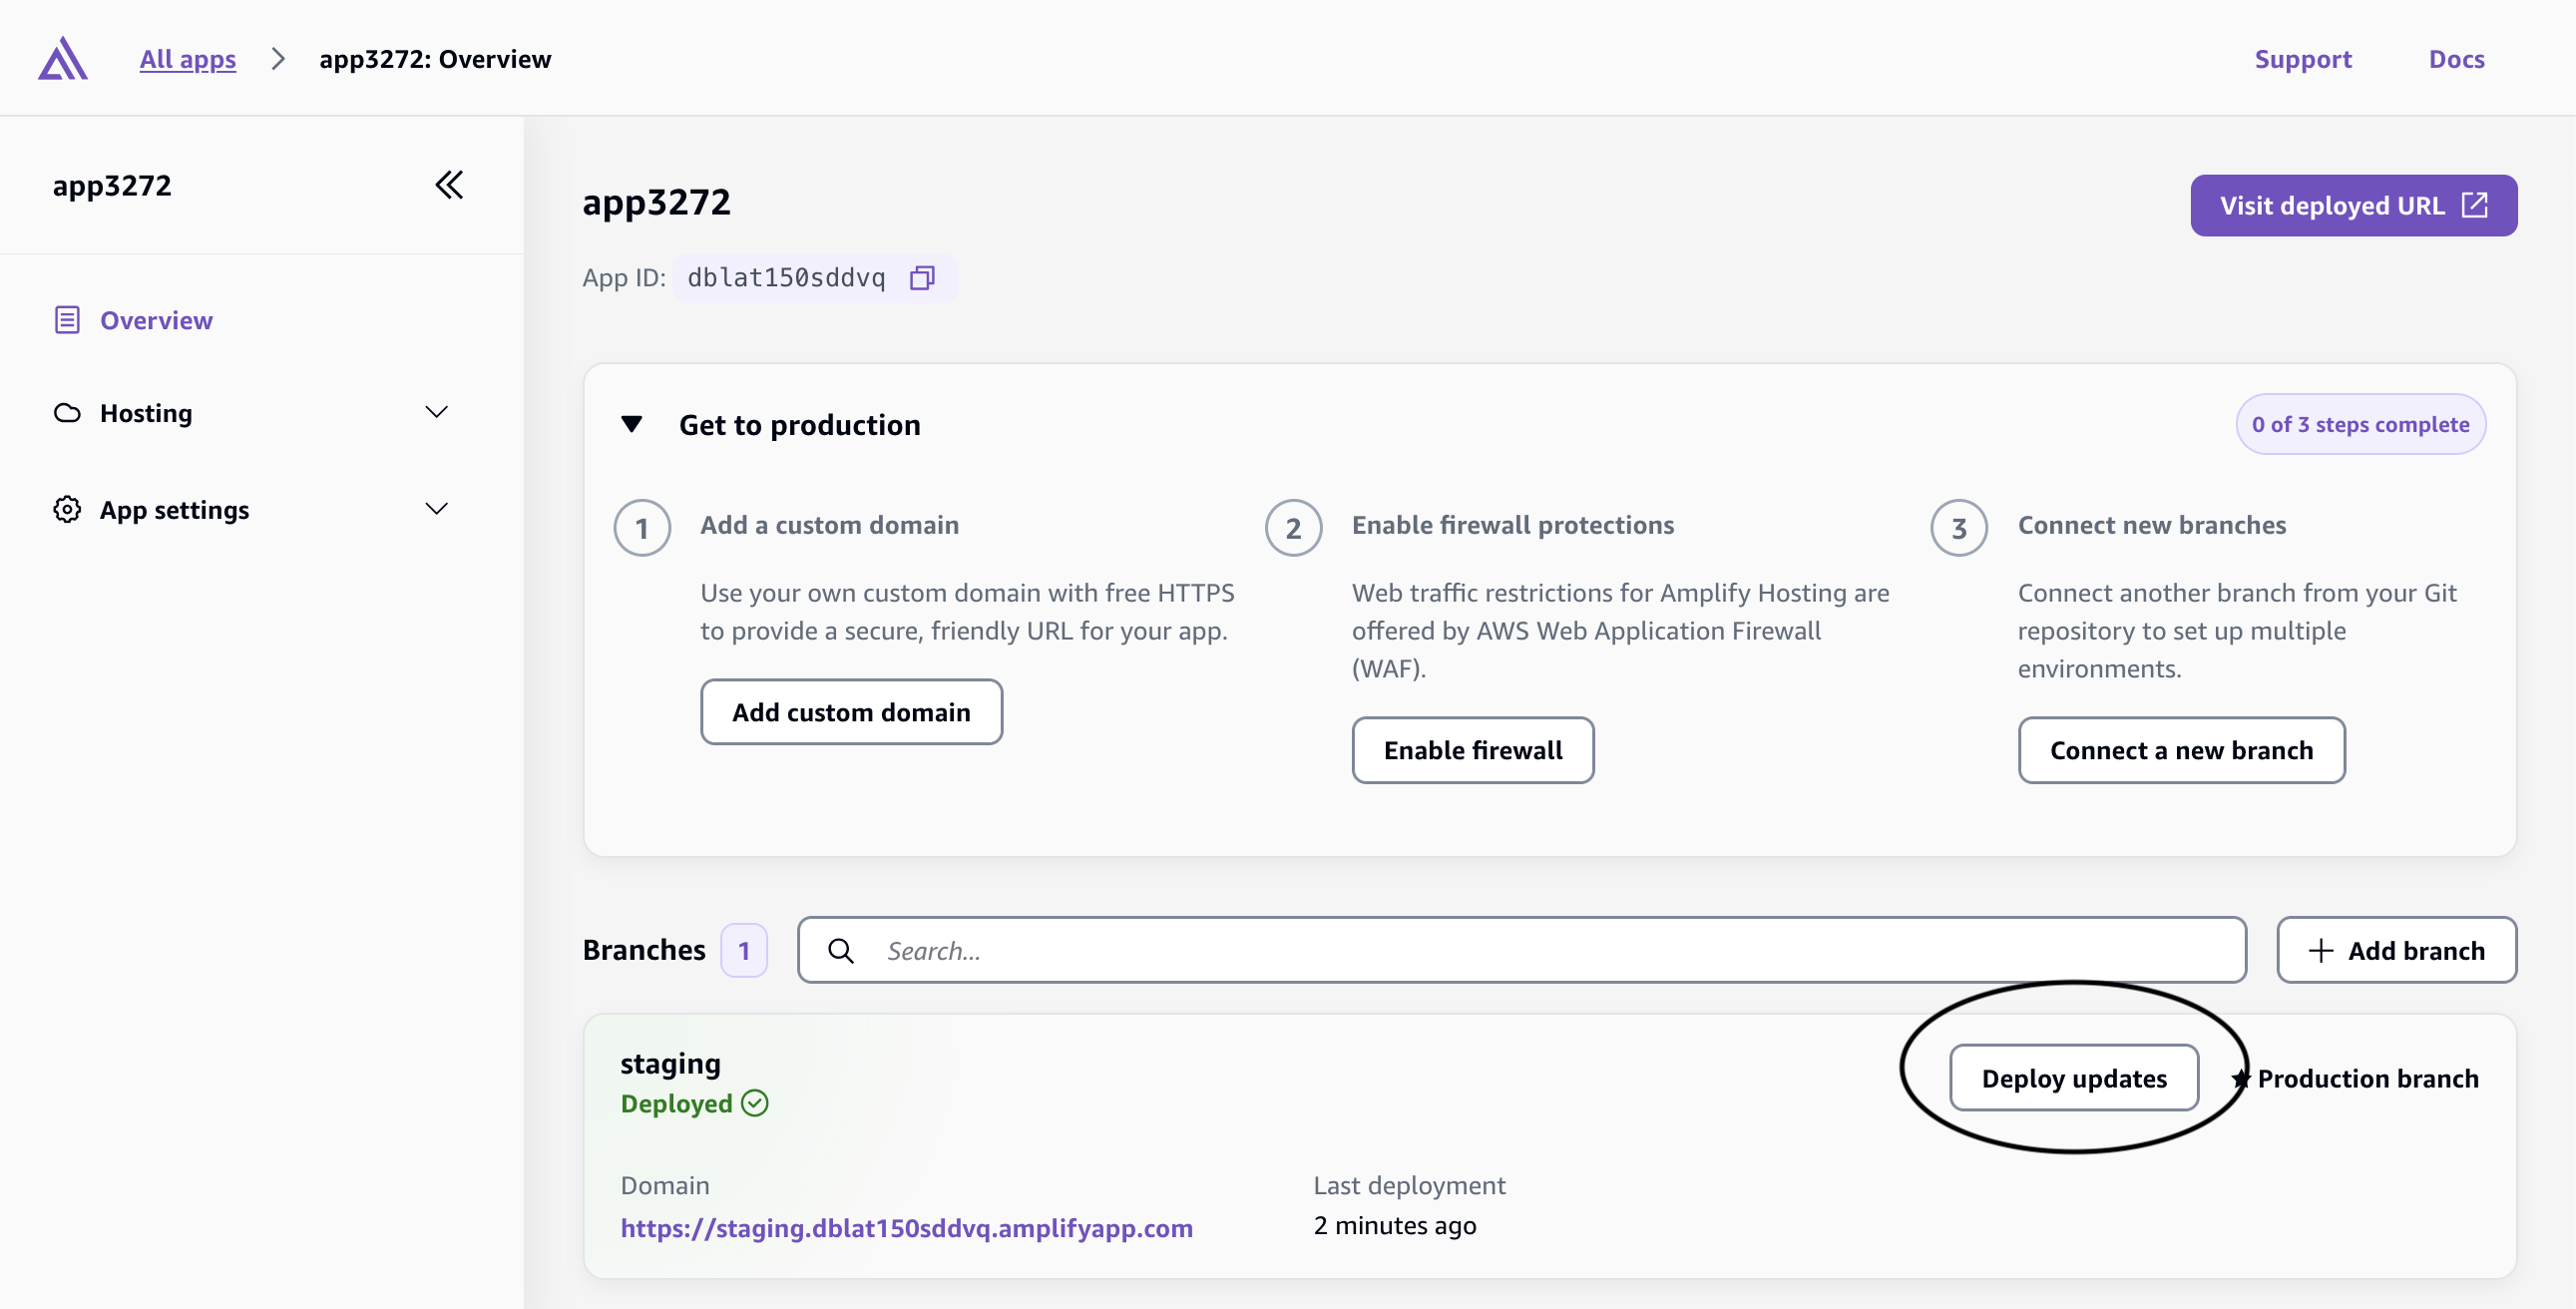 All apps
app3272: Overview
Support
Docs
app3272
Overview
Hosting
App settings
app3272
Visit deployed URL
App ID: dblat150sddvq
Get to production
0 of 3 steps complete
1
Add a custom domain
Use your own custom domain with free HTTPS
to provide a secure, friendly URL for your app.
Add custom domain
2
Enable firewall protections
Web traffic restrictions for Amplify Hosting are
offered by AWS Web Application Firewall
(WAF).
Enable firewall
3
Connect new branches
Connect another branch from your Git
repository to set up multiple
environments.
Connect a new branch
Branches 1
Search...
Add branch
staging
Deployed
Deploy updates
Production branch
Domain
https://staging.dblat150sddvq.amplifyapp.com
Last deployment
2 minutes ago